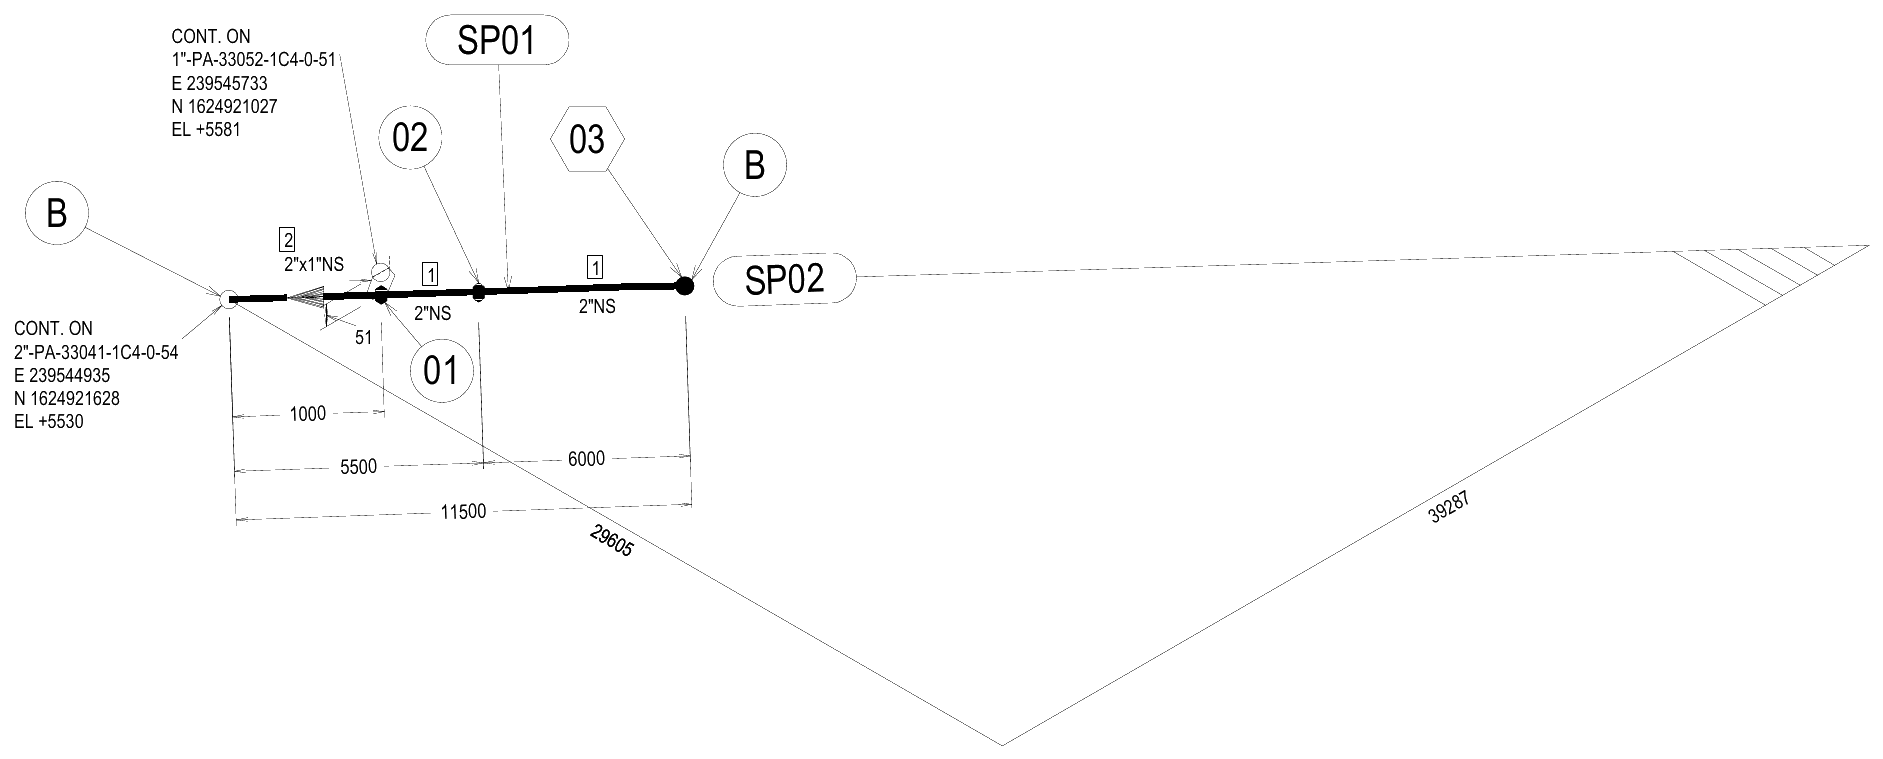 CONT. ON
1"-PA-33052-1C4-0-51
E 239545733
N 1624921027
EL +5581
SP01
02
03
B
B
2
2"x1"NS
1
2"NS
1
2"NS
SP02
51
01
CONT. ON
2"-PA-33041-1C4-0-54
E 239544935
N 1624921628
EL +5530
1000
5500
6000
11500
29605
39287